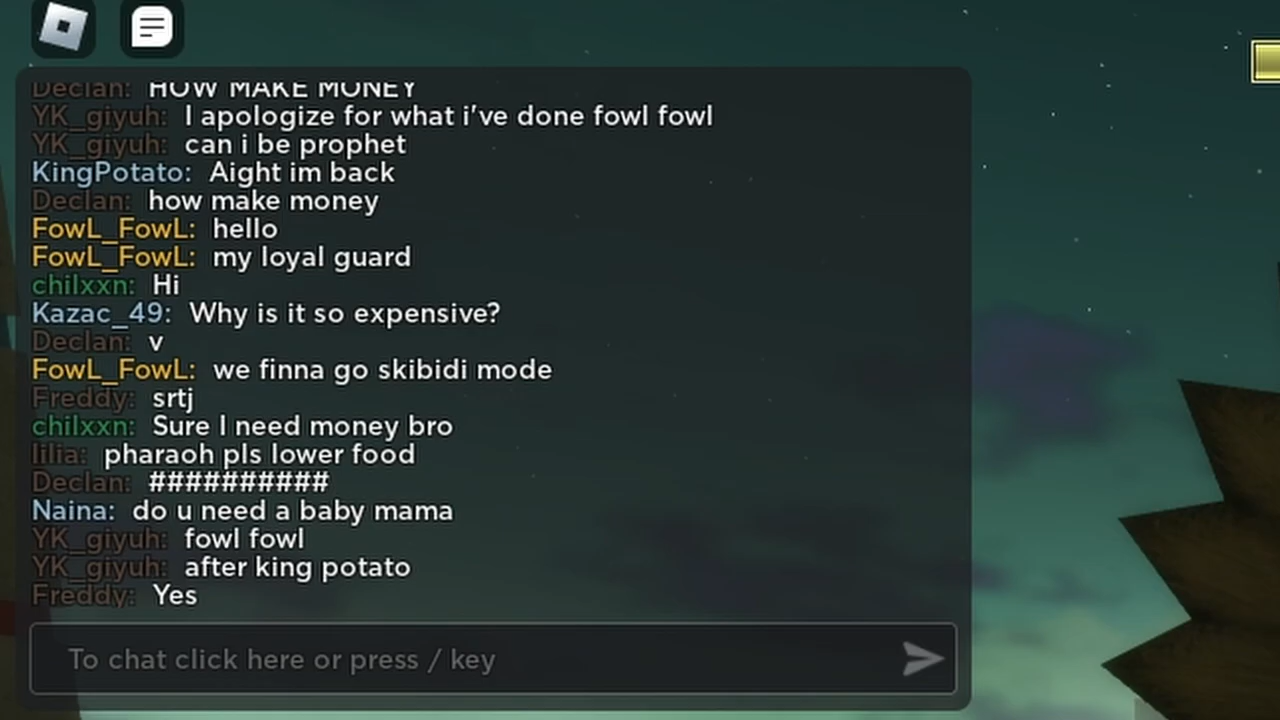 Declan: HOW MAKE MONEY
YK_giyuh: I apologize for what i've done fowl fowl
YK_giyuh: can i be prophet
KingPotato: Aight im back
Declan: how make money
FowL_FowL: hello
FowL_FowL: my loyal guard
chilxxn: Hi
Kazac_49: Why is it so expensive?
Declan: v
FowL_FowL: we finna go skibidi mode
Freddy: srtj
chilxxn: Sure I need money bro
lilia: pharaoh pls lower food
Declan: ##########
Naina: do u need a baby mama
YK_giyuh: fowl fowl
YK_giyuh: after king potato
Freddy: Yes
To chat click here or press / key